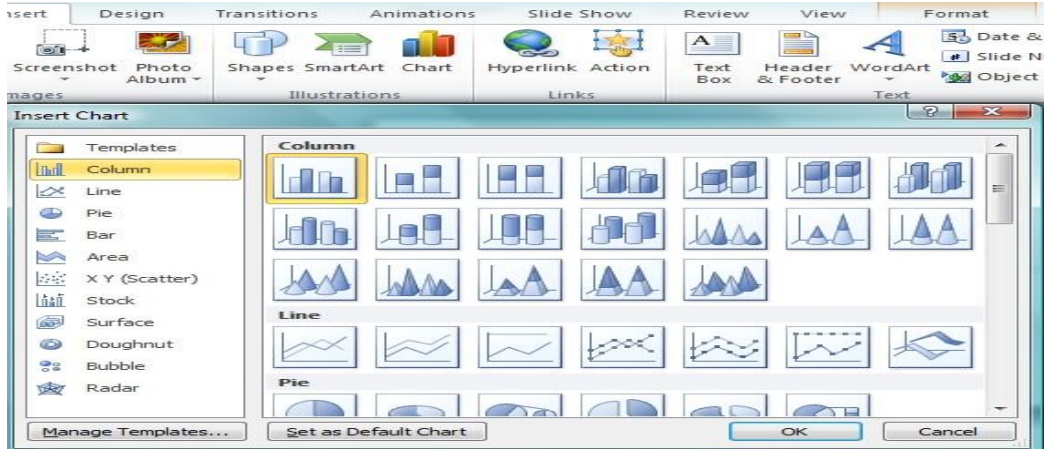 nsert Design Transitions Animations Slide Show Review View Format
Screenshot Photo Album Shapes SmartArt Chart Hyperlink Action Text Box Header & Footer WordArt Date &
Slide N
Object
mages Illustrations Links Text
Insert Chart
Templates
Column
Line
Pie
Bar
Area
X Y (Scatter)
Stock
Surface
Doughnut
Bubble
Radar
Column
Line
Pie
Manage Templates... Set as Default Chart OK Cancel